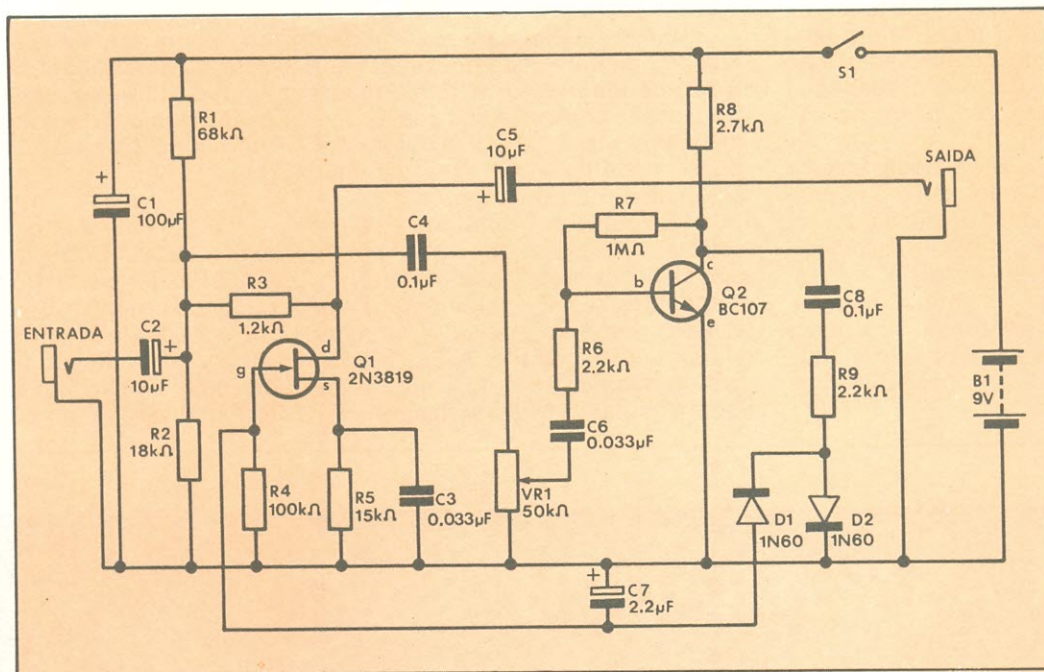 S1
R1
68kΩ
R8
2.7kΩ
C5
10µF
+
SAIDA
+
C1
100µF
C4
0.1µF
R7
1MΩ
c
b
Q2
BC107
e
C8
0.1µF
R3
1.2kΩ
ENTRADA
C2
+
10µF
d
g
Q1
2N3819
s
R6
2.2kΩ
R9
2.2kΩ
B1
9V
C6
0.033µF
R2
18kΩ
R4
100kΩ
R5
15kΩ
C3
0.033µF
VR1
50kΩ
D1
1N60
D2
1N60
+
C7
2.2µF